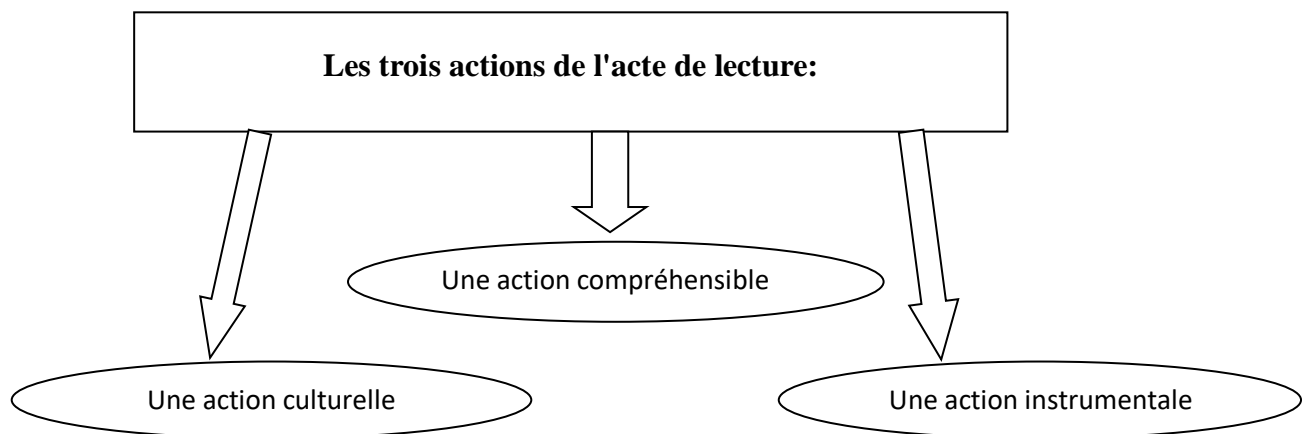 Les trois actions de l'acte de lecture:
Une action compréhensible
Une action culturelle
Une action instrumentale